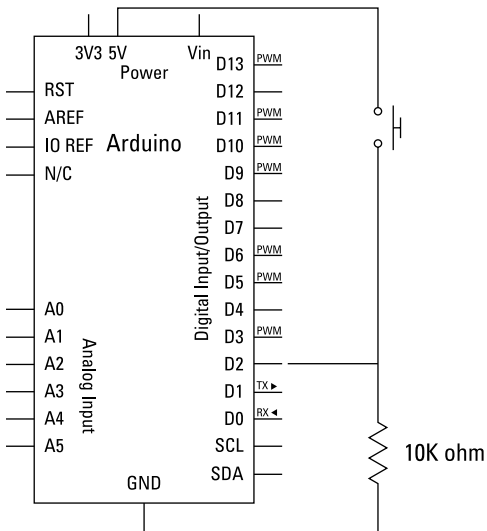 3V3 5V Vin
Power
RST
AREF
IO REF
N/C
Arduino
D13 PWM
D12
D11 PWM
D10 PWM
D9 PWM
D8
D7
D6 PWM
D5 PWM
D4
D3 PWM
D2
D1 TX ▶
D0 RX ◀
SCL
SDA
Digital Input/Output
A0
A1
A2
A3
A4
A5
Analog Input
GND
10K ohm